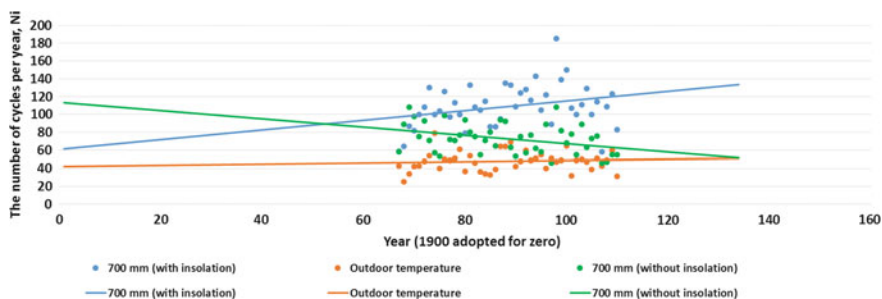 The number of cycles per year, Ni
200
180
160
140
120
100
80
60
40
20
0
0 20 40 60 80 100 120 140 160
Year (1900 adopted for zero)
700 mm (with insolation) Outdoor temperature 700 mm (without insolation)
700 mm (with insolation) Outdoor temperature 700 mm (without insolation)